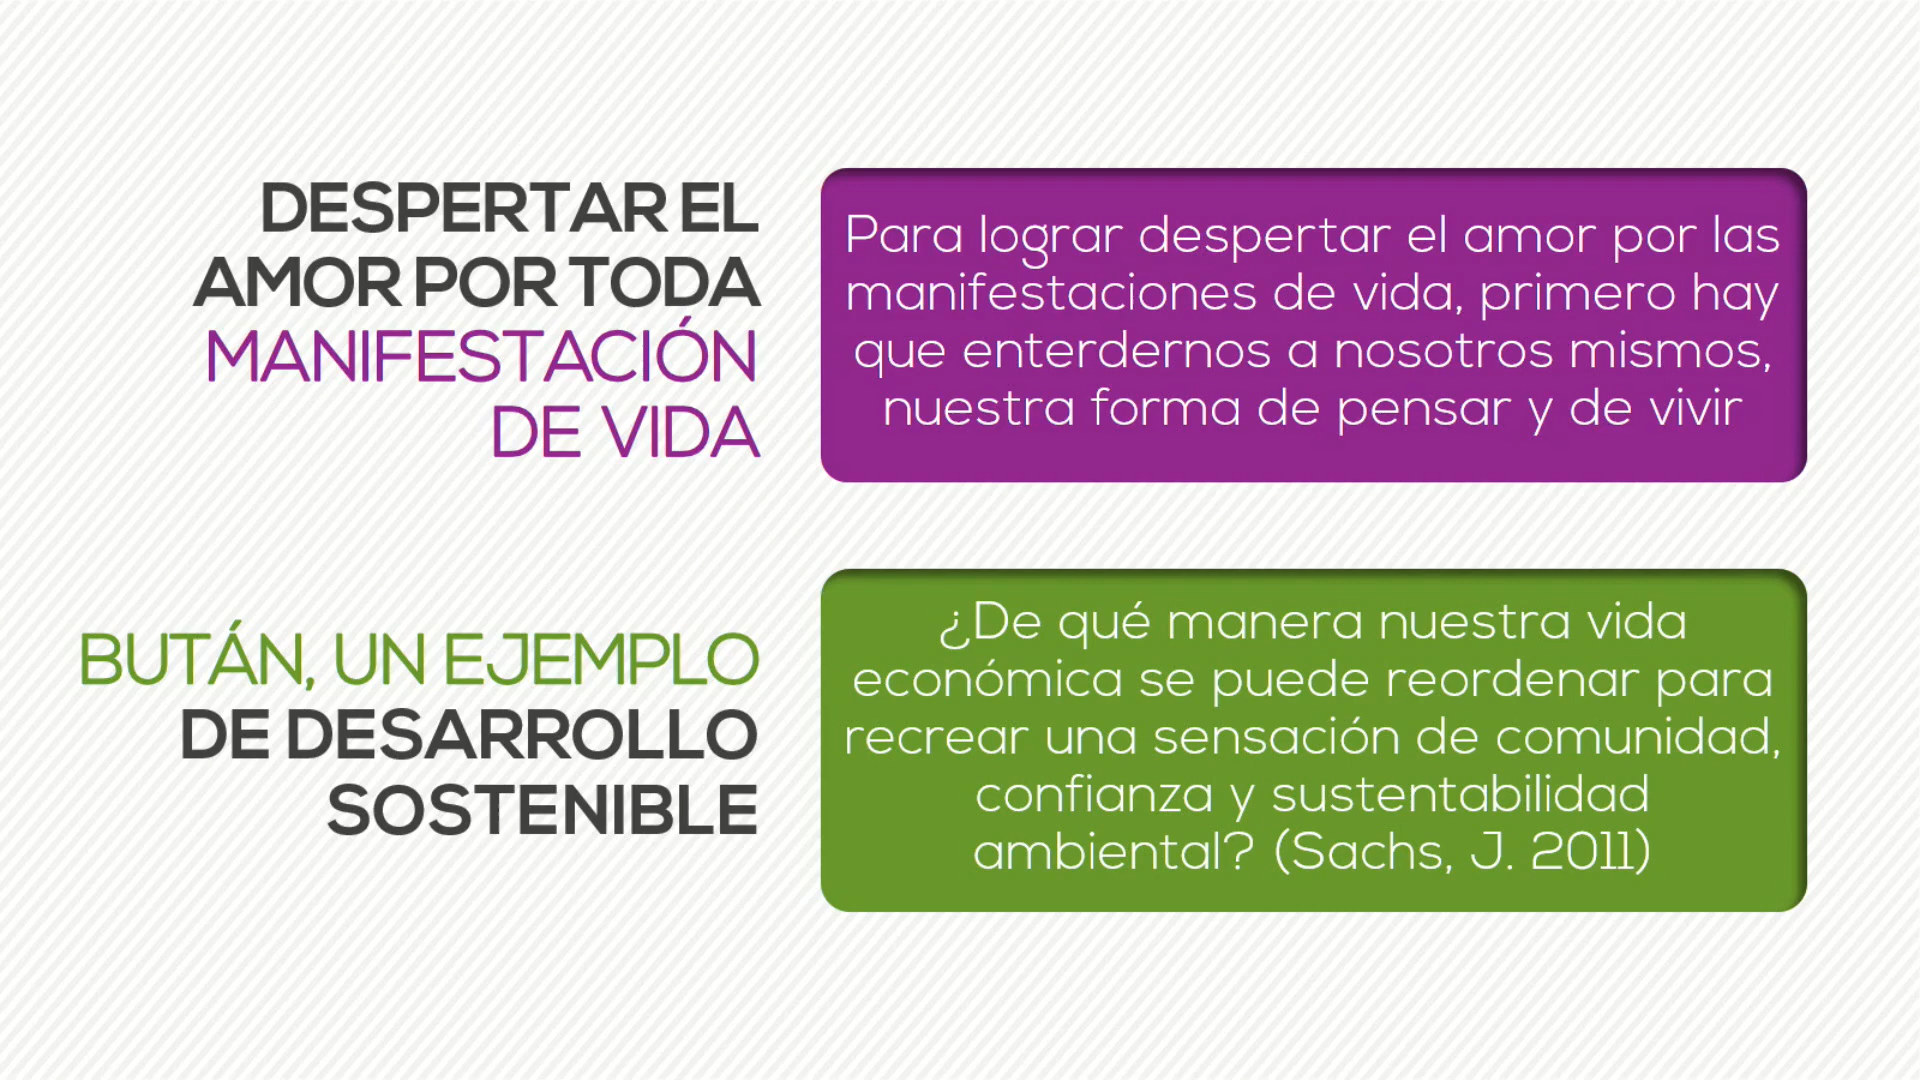 DESPERTAR EL
AMOR POR TODA
MANIFESTACIÓN
DE VIDA
Para lograr despertar el amor por las
manifestaciones de vida, primero hay
que enterdernos a nosotros mismos,
nuestra forma de pensar y de vivir
BUTÁN, UN EJEMPLO
DE DESARROLLO
SOSTENIBLE
¿De qué manera nuestra vida
económica se puede reordenar para
recrear una sensación de comunidad,
confianza y sustentabilidad
ambiental? (Sachs, J. 2011)